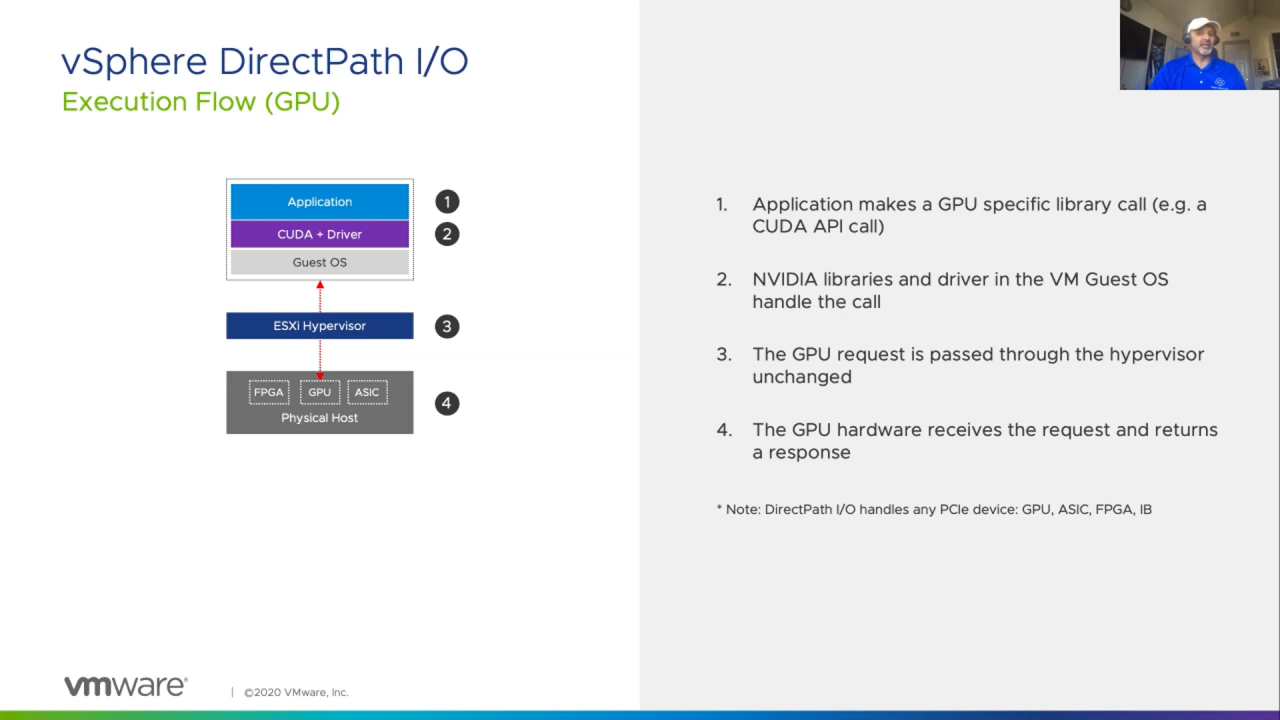 vSphere DirectPath I/O
Execution Flow (GPU)
Application
1
CUDA + Driver
2
Guest OS
ESXi Hypervisor
3
FPGA
GPU
ASIC
Physical Host
4
1. Application makes a GPU specific library call (e.g. a
CUDA API call)
2. NVIDIA libraries and driver in the VM Guest OS
handle the call
3. The GPU request is passed through the hypervisor
unchanged
4. The GPU hardware receives the request and returns
a response
* Note: DirectPath I/O handles any PCIe device: GPU, ASIC, FPGA, IB
vmware®
©2020 VMware, Inc.